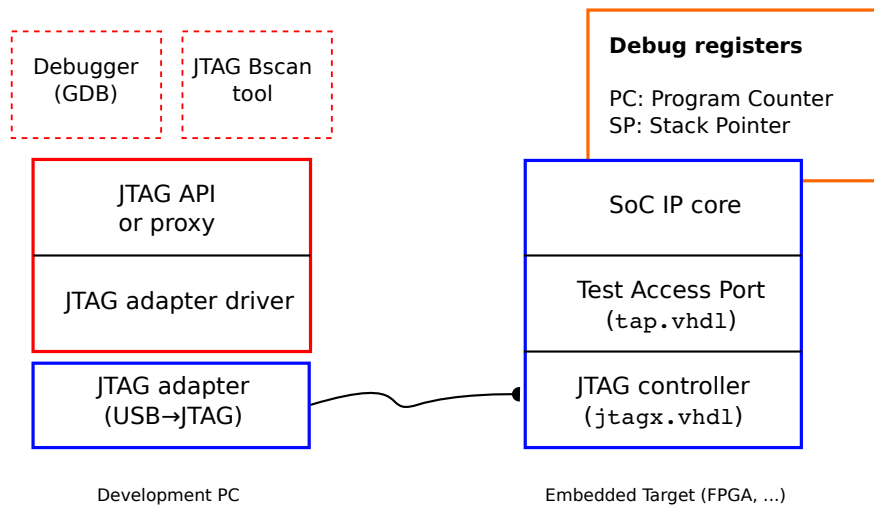 Debugger
(GDB)
JTAG Bscan
tool
JTAG API
or proxy
JTAG adapter driver
JTAG adapter
(USB→JTAG)
Development PC
Debug registers
PC: Program Counter
SP: Stack Pointer
SoC IP core
Test Access Port
(tap.vhdl)
JTAG controller
(jtagx.vhdl)
Embedded Target (FPGA, ...)